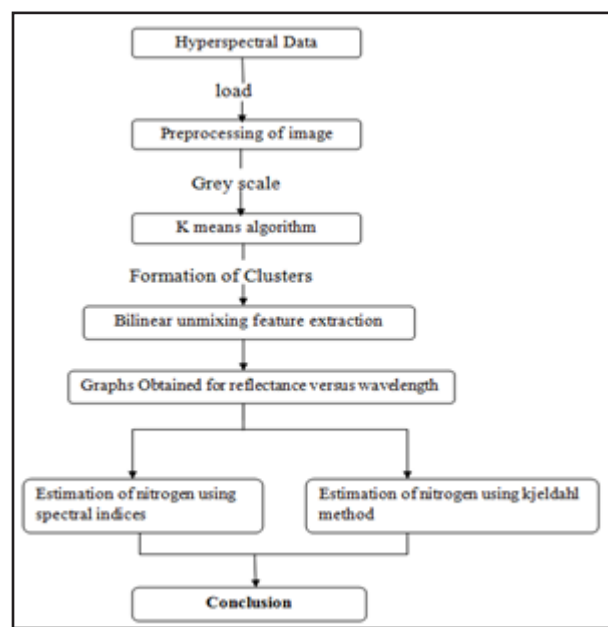 Hyperspectral Data
load
Preprocessing of image
Grey scale
K means algorithm
Formation of Clusters
Bilinear unmixing feature extraction
Graphs Obtained for reflectance versus wavelength
Estimation of nitrogen using
spectral indices
Estimation of nitrogen using kjeldahl
method
Conclusion